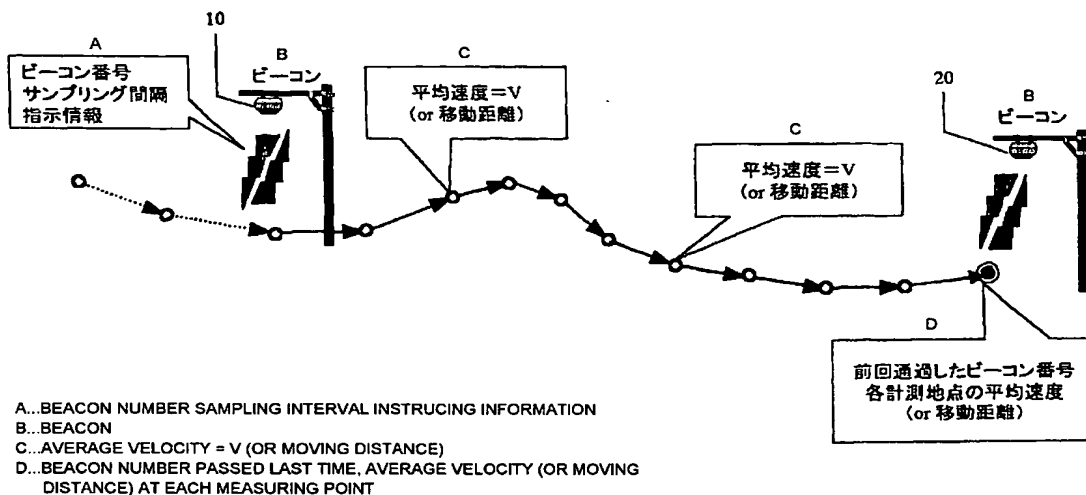 10
A
B
C
ビーコン番号
サンプリング間隔
指示情報
ビーコン
平均速度=V
(or 移動距離)
20
B
ビーコン
C
平均速度=V
(or 移動距離)
D
前回通過したビーコン番号
各計測地点の平均速度
(or 移動距離)
A...BEACON NUMBER SAMPLING INTERVAL INSTRUCING INFORMATION
B...BEACON
C...AVERAGE VELOCITY = V (OR MOVING DISTANCE)
D...BEACON NUMBER PASSED LAST TIME, AVERAGE VELOCITY (OR MOVING
DISTANCE) AT EACH MEASURING POINT